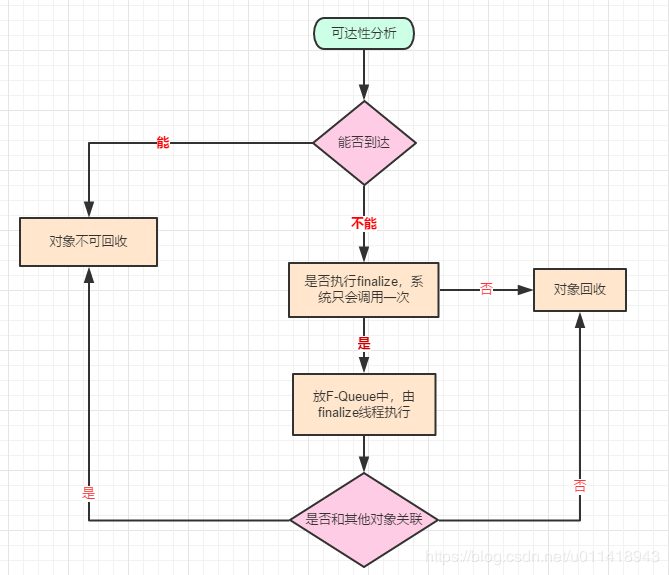 可达性分析
能否到达
能
不能
对象不可回收
是否执行finalize，系
统只会调用一次
否
对象回收
是
放F-Queue中，由
finalize线程执行
是
否
是否和其他对象关联
https://blog.csdn.net/u011418943